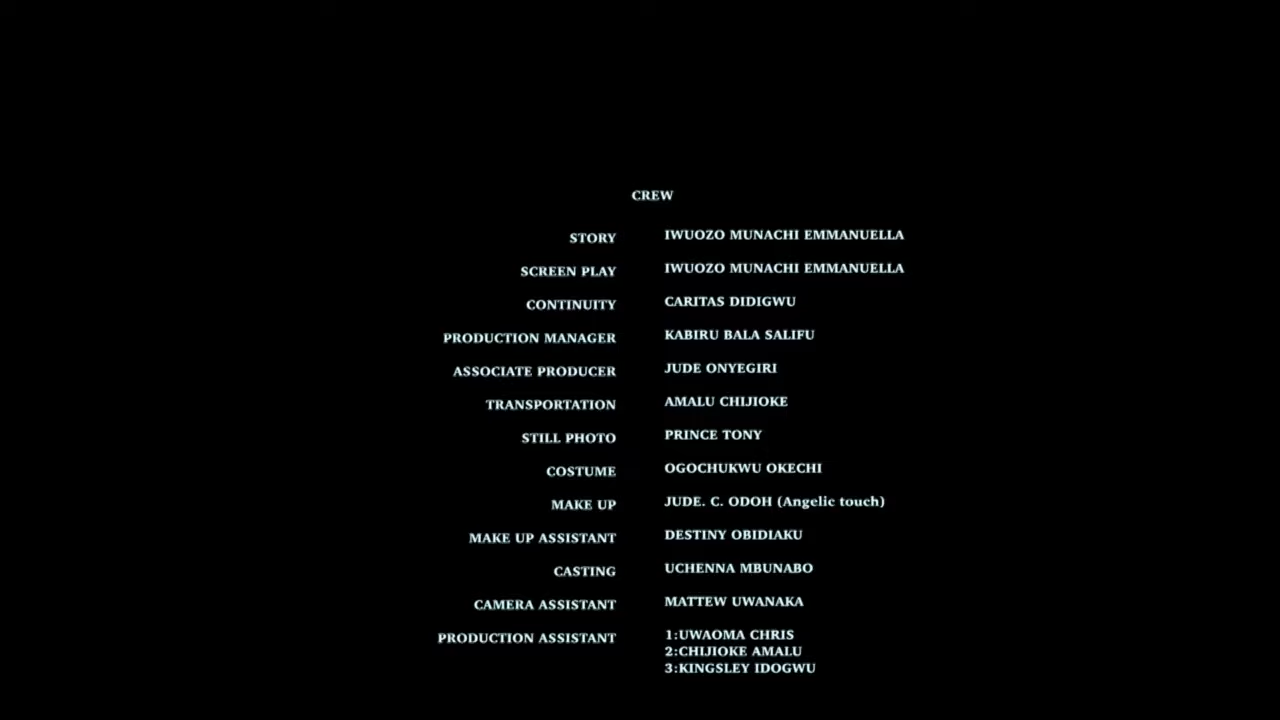 CREW
STORY IWUOZO MUNACHI EMMANUELLA
SCREEN PLAY IWUOZO MUNACHI EMMANUELLA
CONTINUITY CARITAS DIDIGWU
PRODUCTION MANAGER KABIRU BALA SALIFU
ASSOCIATE PRODUCER JUDE ONYEGIRI
TRANSPORTATION AMALU CHIJIOKE
STILL PHOTO PRINCE TONY
COSTUME OGOCHUKWU OKECHI
MAKE UP JUDE. C. ODOH (Angelic touch)
MAKE UP ASSISTANT DESTINY OBIDIAKU
CASTING UCHENNA MBUNABO
CAMERA ASSISTANT MATTEW UWANAKA
PRODUCTION ASSISTANT 1:UWAOMA CHRIS
2:CHIJIOKE AMALU
3:KINGSLEY IDOGWU